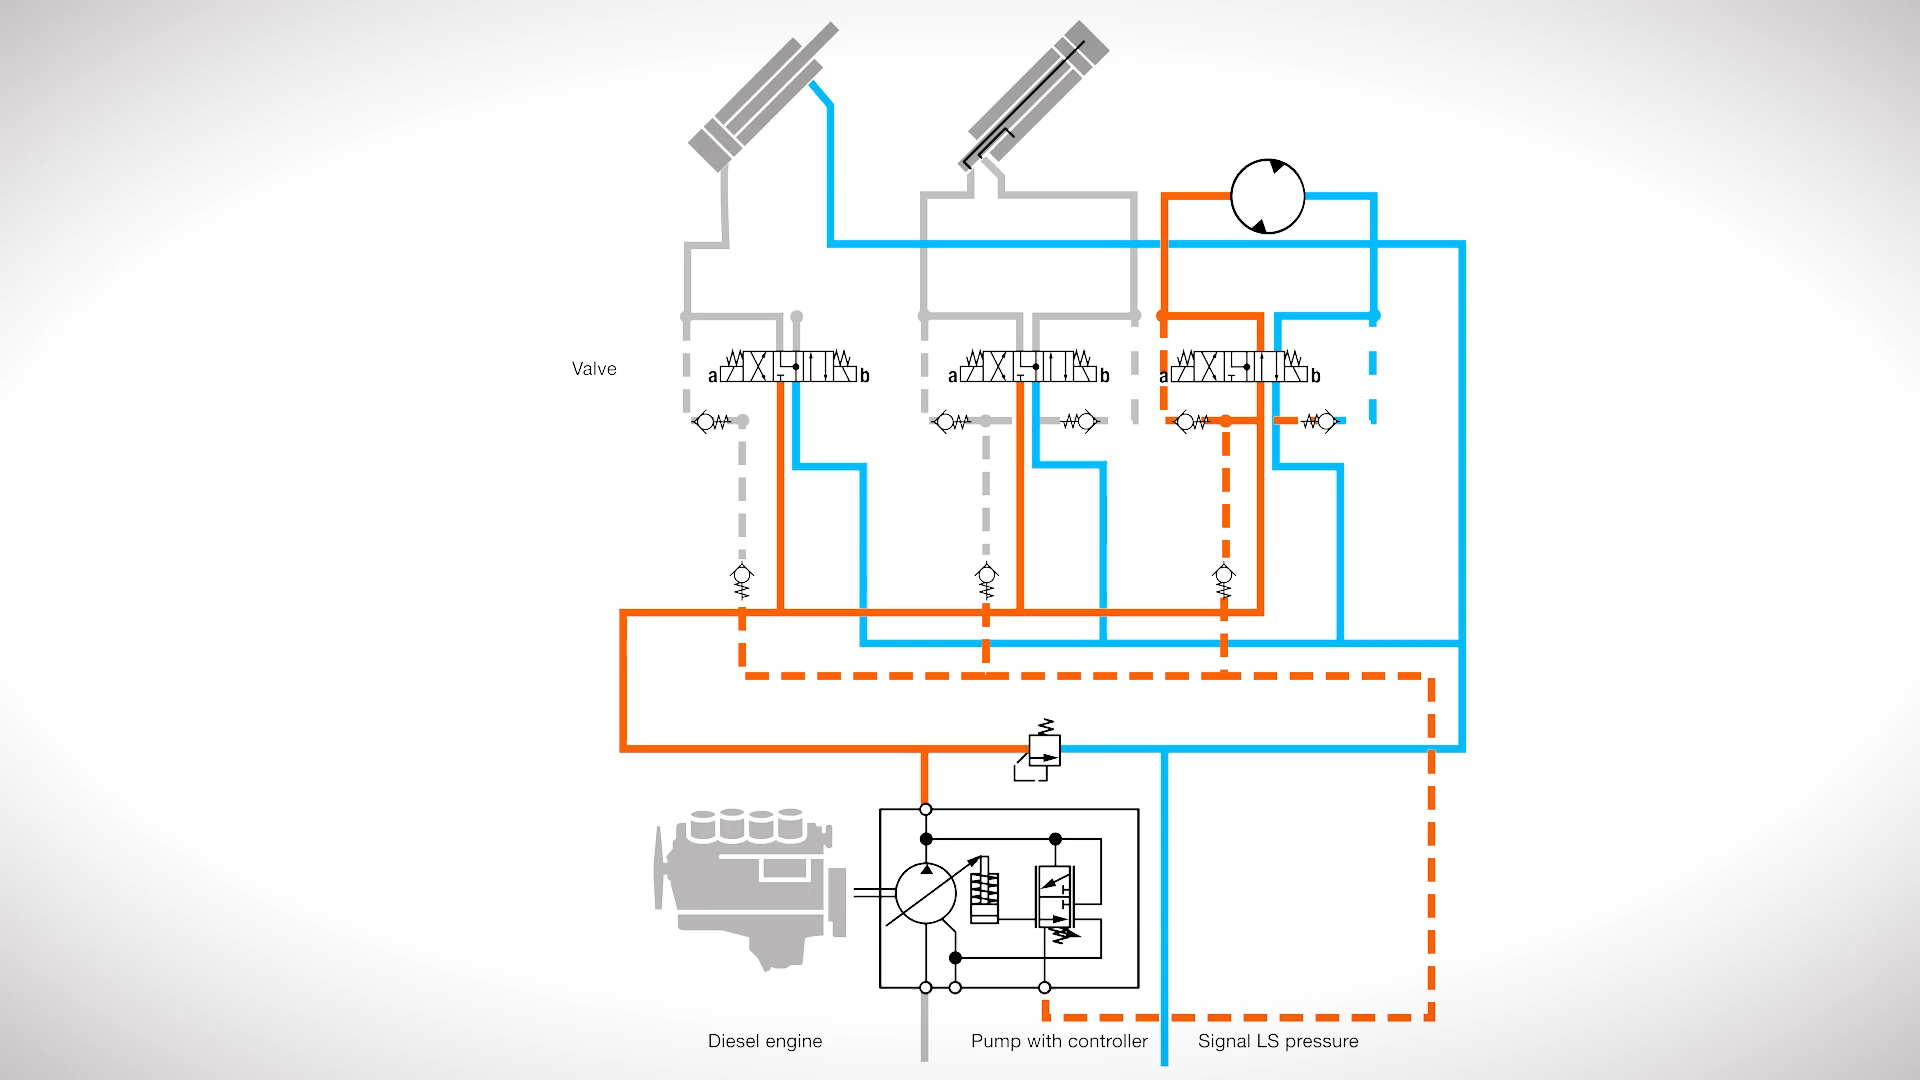 Valve
a b
a b
a b
Diesel engine
Pump with controller
Signal LS pressure